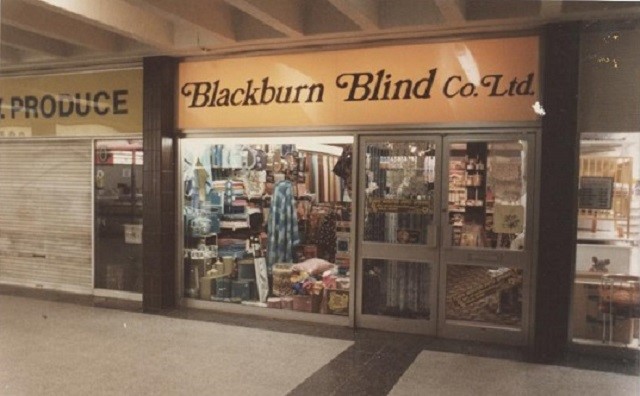 . PRODUCE
Blackburn Blind Co. Ltd.